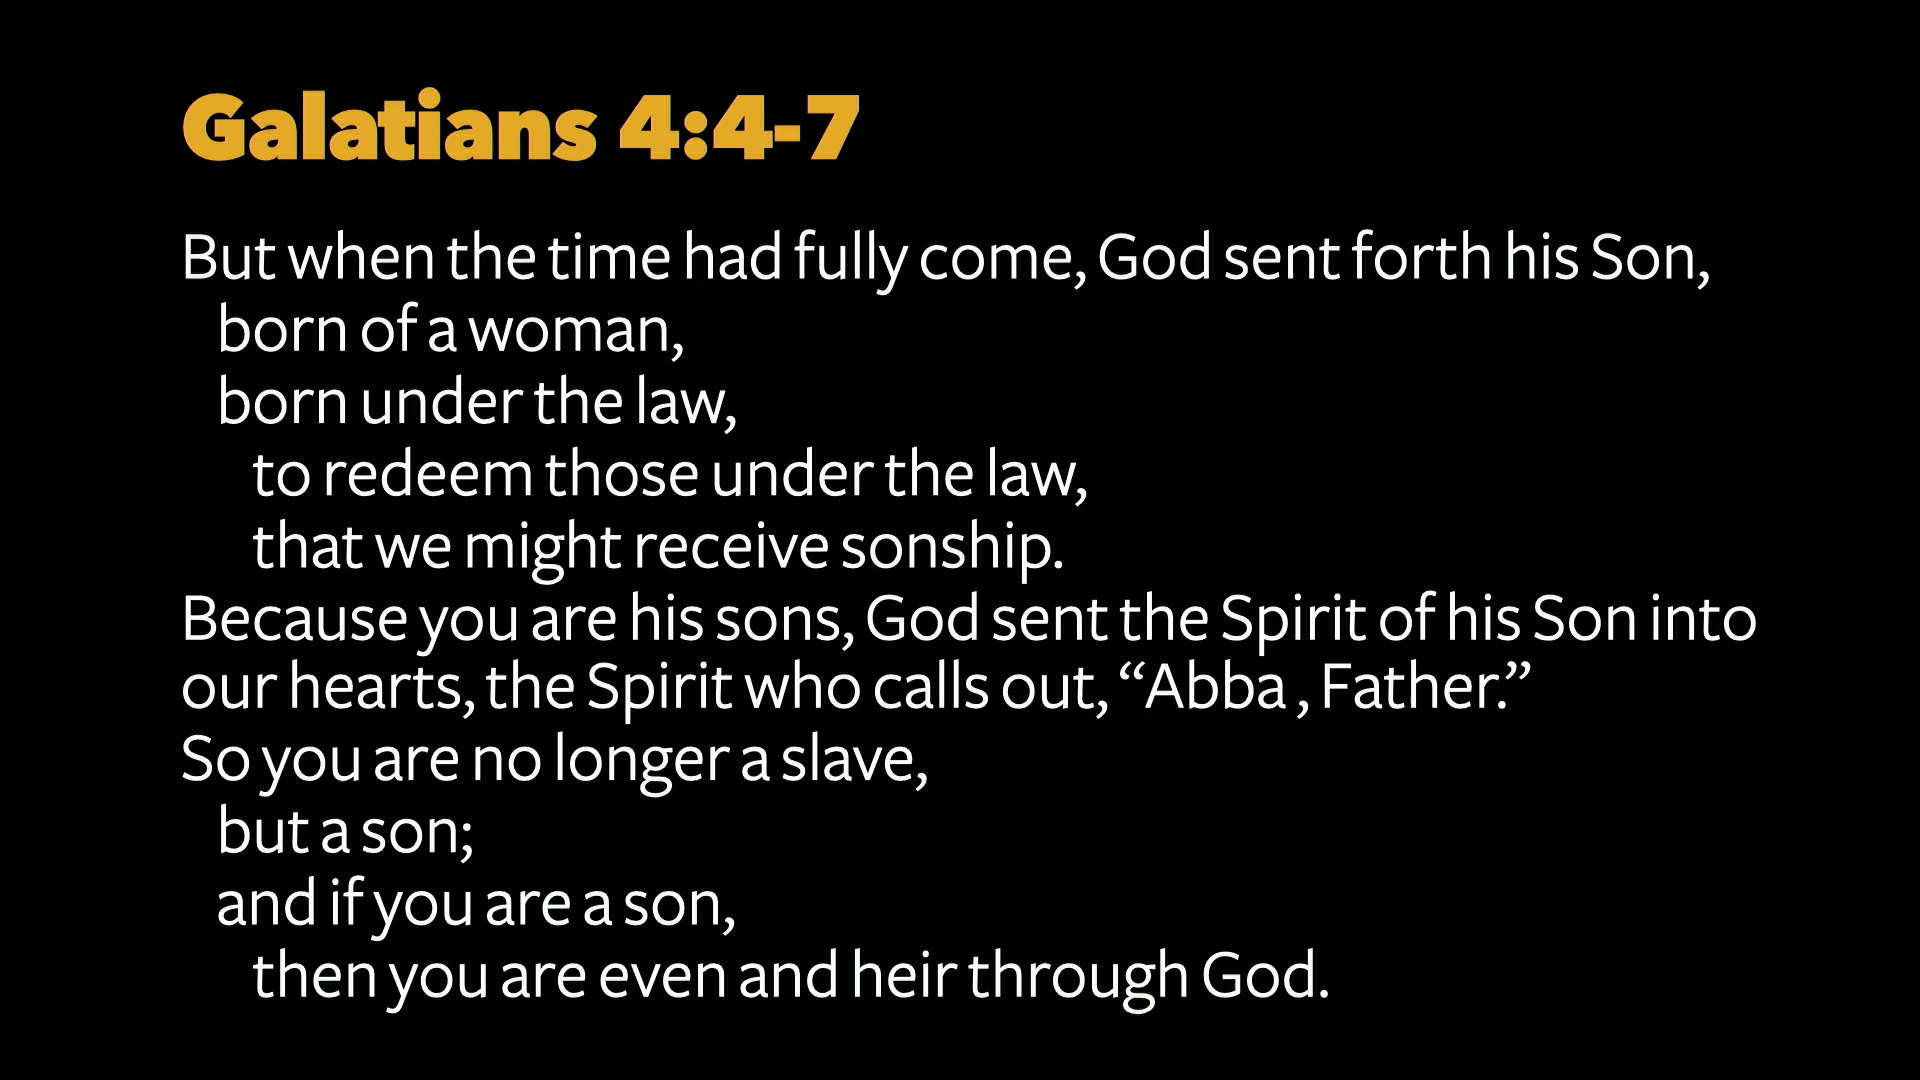 Galatians 4:4-7
But when the time had fully come, God sent forth his Son,
born of a woman,
born under the law,
to redeem those under the law,
that we might receive sonship.
Because you are his sons, God sent the Spirit of his Son into
our hearts, the Spirit who calls out, “Abba , Father.”
So you are no longer a slave,
but a son;
and if you are a son,
then you are even and heir through God.